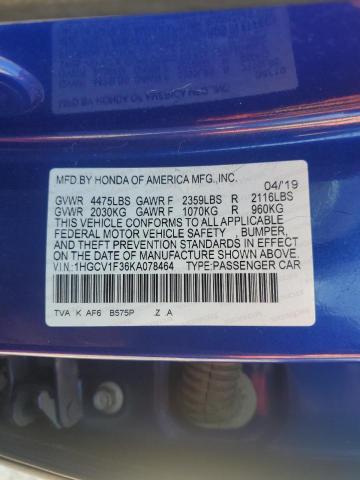 MFD BY HONDA OF AMERICA MFG.,INC. 04/'19
GVWR 4475LBS GAWR F 2359LBS R 2116LBS
GVWR 2030KG GAWR F 1070KG R 960KG
THIS VEHICLE CONFORMS TO ALL APPLICABLE
FEDERAL MOTOR VEHICLE SAFETY , BUMPER,
AND THEFT PREVENTION STANDARDS IN EFFECT
ON THE DATE OF MANUFACTURE SHOWN ABOVE.
V.I.N:1HGCV1F36KA078464 TYPE:PASSENGER CAR
TVA K AF6 B575P Z A